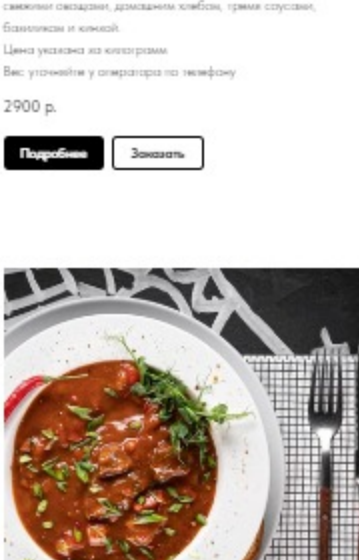 свежими овощами, домашним хлебом, тремя соусами,
базиликом и кинзой.
Цена указана за килограмм
Вес уточняйте у оператора по телефону
2900 р.
Подробнее Заказать